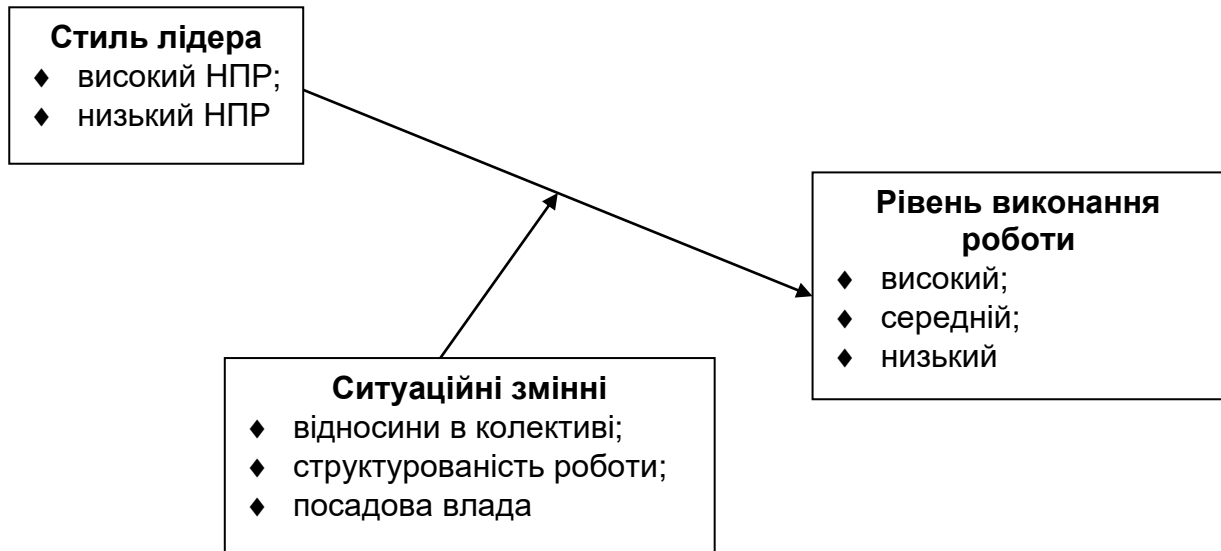 Стиль лідера
♦ високий НПР;
♦ низький НПР
Рівень виконання
роботи
♦ високий;
♦ середній;
♦ низький
Ситуаційні змінні
♦ відносини в колективі;
♦ структурованість роботи;
♦ посадова влада